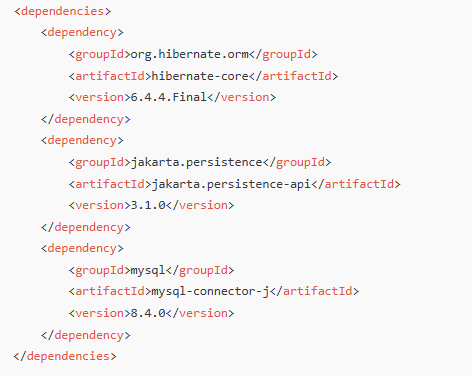 <dependencies>
    <dependency>
        <groupId>org.hibernate.orm</groupId>
        <artifactId>hibernate-core</artifactId>
        <version>6.4.4.Final</version>
    </dependency>
    <dependency>
        <groupId>jakarta.persistence</groupId>
        <artifactId>jakarta.persistence-api</artifactId>
        <version>3.1.0</version>
    </dependency>
    <dependency>
        <groupId>mysql</groupId>
        <artifactId>mysql-connector-j</artifactId>
        <version>8.4.0</version>
    </dependency>
</dependencies>